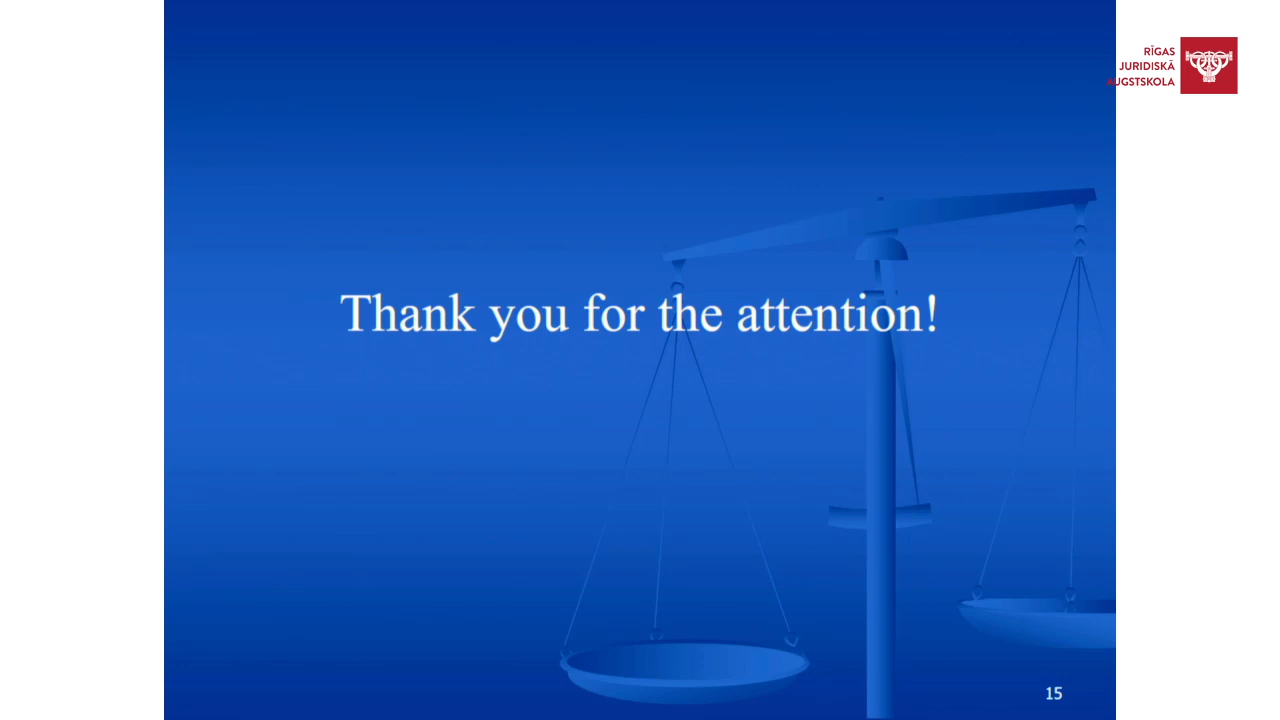 RĪGAS
JURIDISKĀ
AUGSTSKOLA
Thank you for the attention!
15